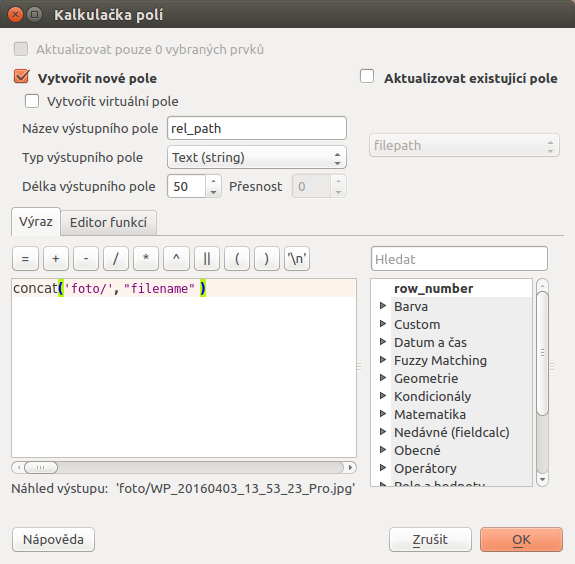 Kalkulačka polí
Aktualizovat pouze 0 vybraných prvků
Vytvořit nové pole
Aktualizovat existující pole
Vytvořit virtuální pole
Název výstupního pole rel_path
filepath
Typ výstupního pole Text (string)
Délka výstupního pole 50 Přesnost 0
Výraz Editor funkcí
= + - / * ^ || ( ) '\n' Hledat
concat('foto/',"filename" )
row_number
Barva
Custom
Datum a čas
Fuzzy Matching
Geometrie
Kondicionály
Matematika
Nedávné (fieldcalc)
Obecné
Operátory
Pole a hodnoty
Náhled výstupu: 'foto/WP_20160403_13_53_23_Pro.jpg'
Nápověda Zrušit OK